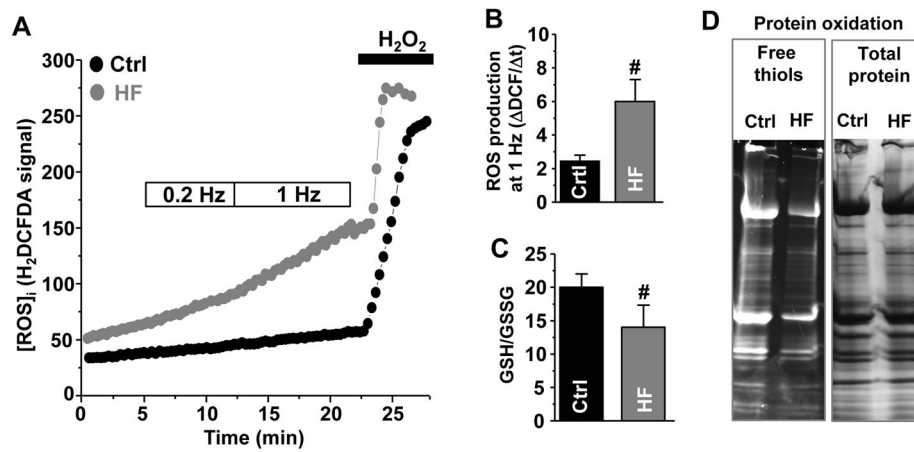 A
300
250
200
150
100
50
0
[ROS]i (H2DCFDA signal)
Ctrl
HF
0.2 Hz
1 Hz
H2O2
0
5
10
15
20
25
Time (min)
B
10
8
6
4
2
0
ROS production
at 1 Hz (ΔDCF/Δt)
#
Crtl
HF
C
25
20
15
10
5
0
GSH/GSSG
#
Ctrl
HF
D
Protein oxidation
Free
thiols
Total
protein
Ctrl HF
Ctrl HF